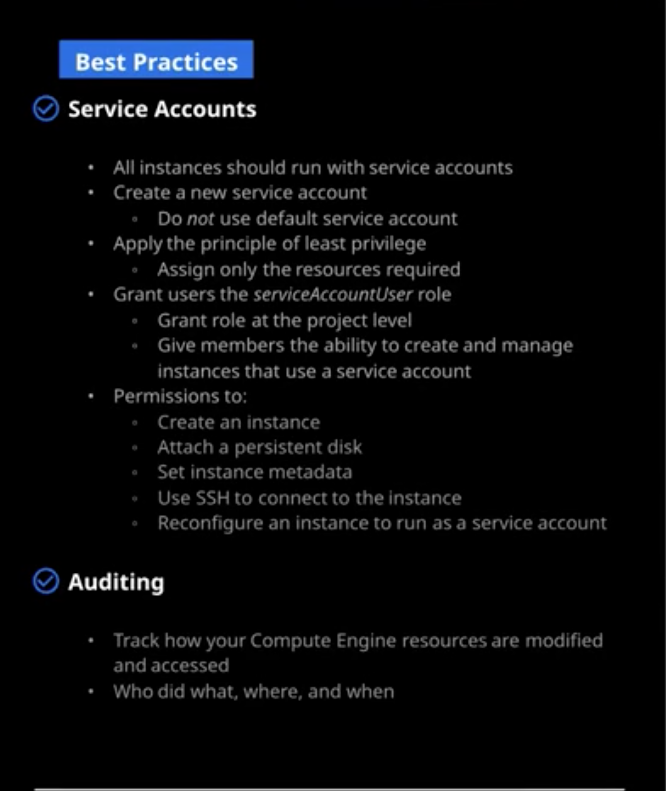 Best Practices
Service Accounts
• All instances should run with service accounts
• Create a new service account
◦ Do not use default service account
• Apply the principle of least privilege
◦ Assign only the resources required
• Grant users the serviceAccountUser role
◦ Grant role at the project level
◦ Give members the ability to create and manage
instances that use a service account
• Permissions to:
◦ Create an instance
◦ Attach a persistent disk
◦ Set instance metadata
◦ Use SSH to connect to the instance
◦ Reconfigure an instance to run as a service account
Auditing
• Track how your Compute Engine resources are modified
and accessed
• Who did what, where, and when